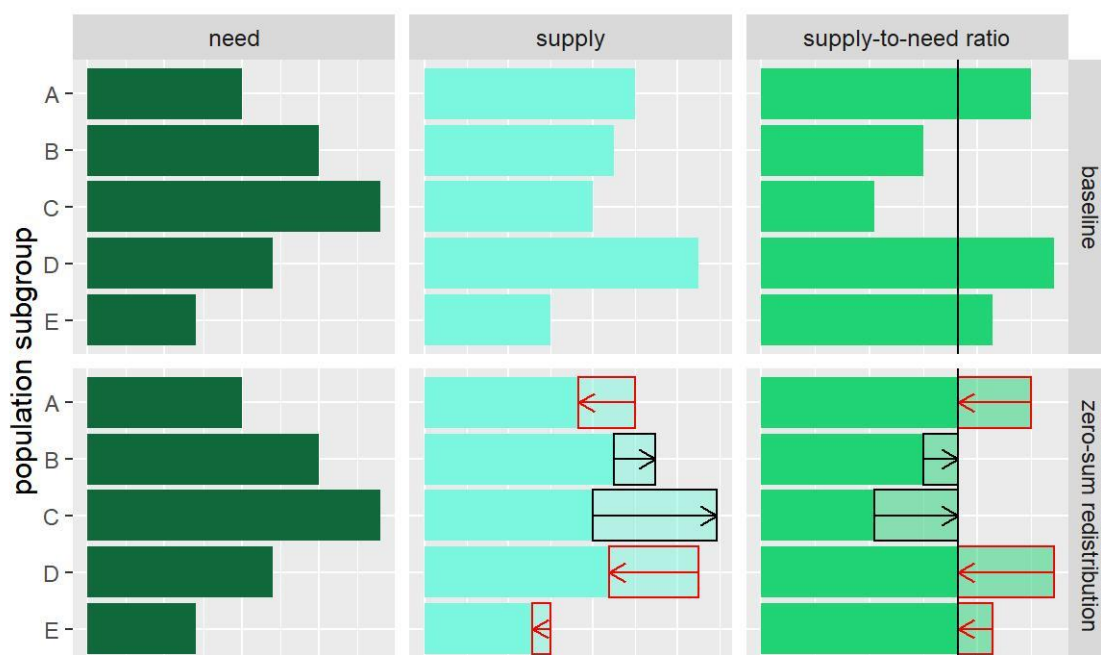 need
supply
supply-to-need ratio
population subgroup
A
B
C
D
E
baseline
A
B
C
D
E
zero-sum redistribution